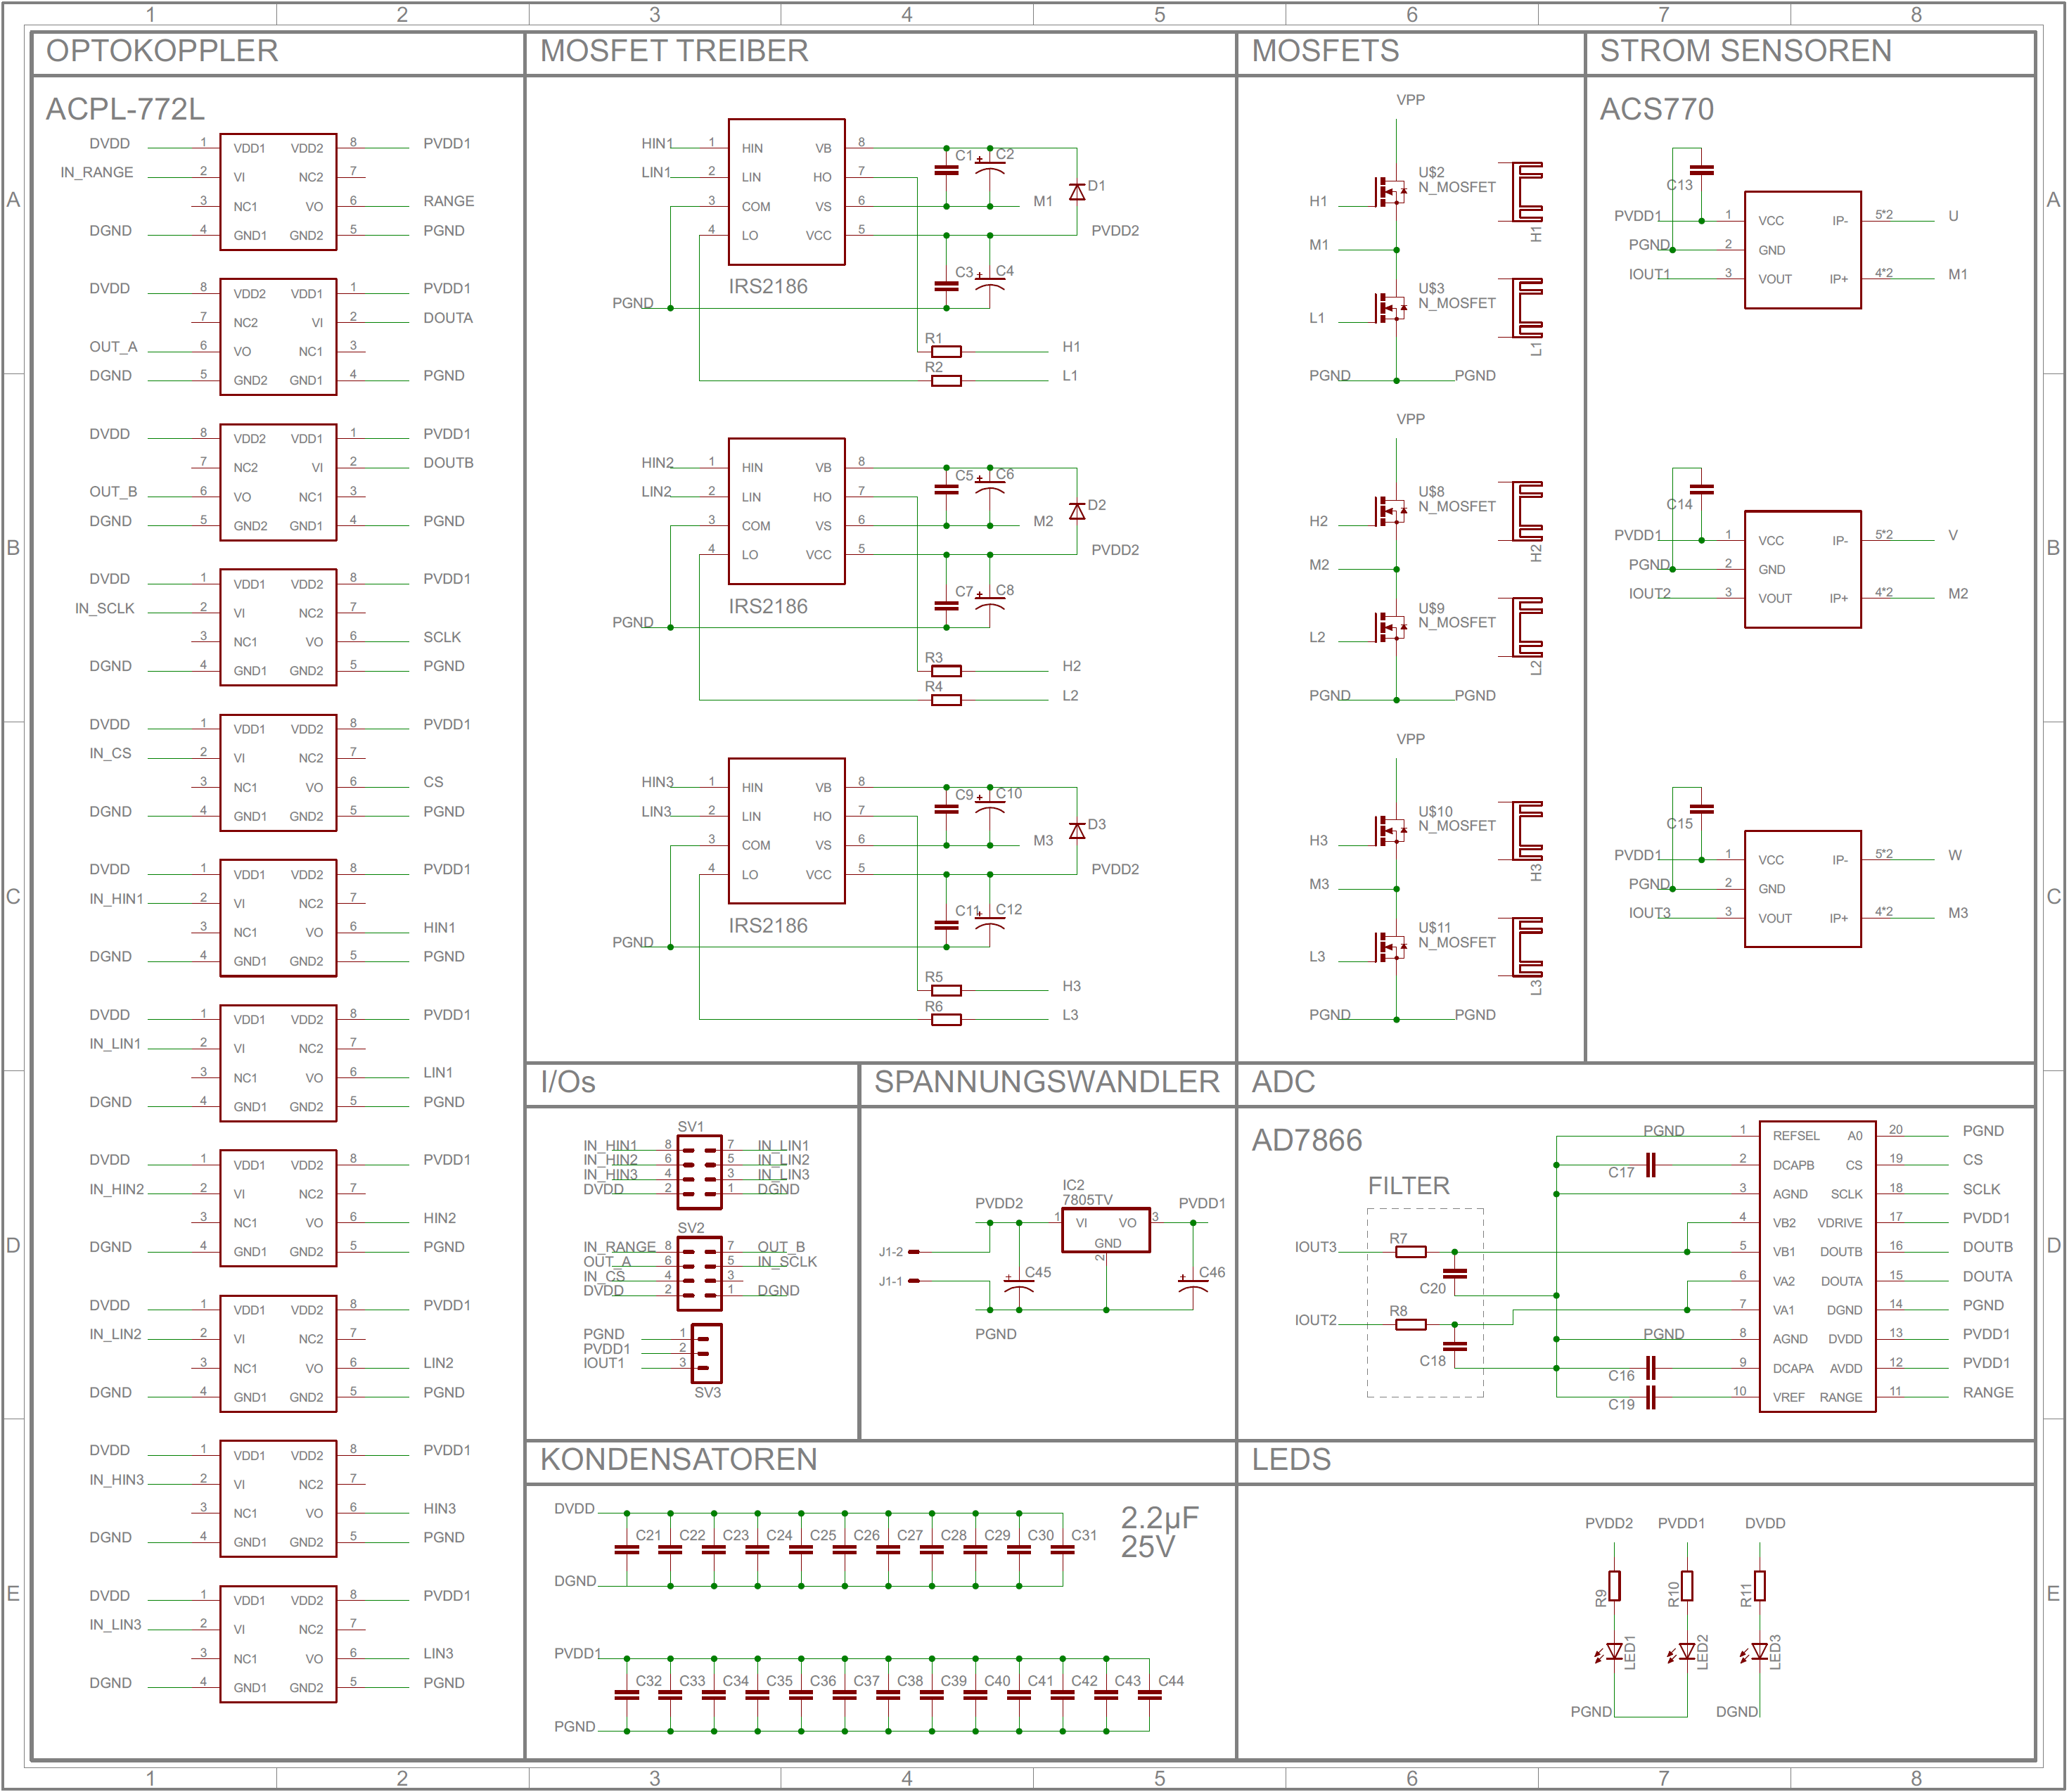 1 2 3 4 5 6 7 8
A
B
C
D
E
OPTOKOPPLER
ACPL-772L
DVDD 1 VDD1 VDD2 8 PVDD1
IN_RANGE 2 VI NC2 7
3 NC1 VO 6 RANGE
DGND 4 GND1 GND2 5 PGND
DVDD 8 VDD2 VDD1 1 PVDD1
7 NC2 VI 2 DOUTA
OUT_A 6 VO NC1 3
DGND 5 GND2 GND1 4 PGND
DVDD 8 VDD2 VDD1 1 PVDD1
7 NC2 VI 2 DOUTB
OUT_B 6 VO NC1 3
DGND 5 GND2 GND1 4 PGND
DVDD 1 VDD1 VDD2 8 PVDD1
IN_SCLK 2 VI NC2 7
3 NC1 VO 6 SCLK
DGND 4 GND1 GND2 5 PGND
DVDD 1 VDD1 VDD2 8 PVDD1
IN_CS 2 VI NC2 7
3 NC1 VO 6 CS
DGND 4 GND1 GND2 5 PGND
DVDD 1 VDD1 VDD2 8 PVDD1
IN_HIN1 2 VI NC2 7
3 NC1 VO 6 HIN1
DGND 4 GND1 GND2 5 PGND
DVDD 1 VDD1 VDD2 8 PVDD1
IN_LIN1 2 VI NC2 7
3 NC1 VO 6 LIN1
DGND 4 GND1 GND2 5 PGND
DVDD 1 VDD1 VDD2 8 PVDD1
IN_HIN2 2 VI NC2 7
3 NC1 VO 6 HIN2
DGND 4 GND1 GND2 5 PGND
DVDD 1 VDD1 VDD2 8 PVDD1
IN_LIN2 2 VI NC2 7
3 NC1 VO 6 LIN2
DGND 4 GND1 GND2 5 PGND
DVDD 1 VDD1 VDD2 8 PVDD1
IN_HIN3 2 VI NC2 7
3 NC1 VO 6 HIN3
DGND 4 GND1 GND2 5 PGND
DVDD 1 VDD1 VDD2 8 PVDD1
IN_LIN3 2 VI NC2 7
3 NC1 VO 6 LIN3
DGND 4 GND1 GND2 5 PGND
MOSFET TREIBER
HIN1 1 HIN VB 8 C1 + C2
LIN1 2 LIN HO 7 D1
3 COM VS 6 M1
4 LO VCC 5 PVDD2
IRS2186 C3 + C4
PGND
R1 H1
R2 L1
HIN2 1 HIN VB 8 C5 + C6
LIN2 2 LIN HO 7 D2
3 COM VS 6 M2
4 LO VCC 5 PVDD2
IRS2186 C7 + C8
PGND
R3 H2
R4 L2
HIN3 1 HIN VB 8 C9 + C10
LIN3 2 LIN HO 7 D3
3 COM VS 6 M3
4 LO VCC 5 PVDD2
IRS2186 C11 + C12
PGND
R5 H3
R6 L3
MOSFETS
VPP
U$2
N_MOSFET
H1 H1
M1
U$3
N_MOSFET
L1 L1
PGND PGND
VPP
U$8
N_MOSFET
H2 H2
M2
U$9
N_MOSFET
L2 L2
PGND PGND
VPP
U$10
N_MOSFET
H3 H3
M3
U$11
N_MOSFET
L3 L3
PGND PGND
STROM SENSOREN
ACS770
C13
PVDD1 1 VCC IP- 5*2 U
PGND 2 GND
IOUT1 3 VOUT IP+ 4*2 M1
C14
PVDD1 1 VCC IP- 5*2 V
PGND 2 GND
IOUT2 3 VOUT IP+ 4*2 M2
C15
PVDD1 1 VCC IP- 5*2 W
PGND 2 GND
IOUT3 3 VOUT IP+ 4*2 M3
I/Os
SV1
IN_HIN1 8 7 IN_LIN1
IN_HIN2 6 5 IN_LIN2
IN_HIN3 4 3 IN_LIN3
DVDD 2 1 DGND
SV2
IN_RANGE 8 7 OUT_B
OUT_A 6 5 IN_SCLK
IN_CS 4 3
DVDD 2 1 DGND
PGND 1
PVDD1 2
IOUT1 3
SV3
SPANNUNGSWANDLER
IC2
7805TV
PVDD2 1 VI VO 3 PVDD1
GND
2
J1-2
J1-1
+ C45
+ C46
PGND
ADC
AD7866
FILTER
IOUT3 R7
C20
IOUT2 R8
C18
PGND 1 REFSEL A0 20 PGND
C17 2 DCAPB CS 19 CS
3 AGND SCLK 18 SCLK
4 VB2 VDRIVE 17 PVDD1
5 VB1 DOUTB 16 DOUTB
6 VA2 DOUTA 15 DOUTA
7 VA1 DGND 14 PGND
PGND 8 AGND DVDD 13 PVDD1
C16 9 DCAPA AVDD 12 PVDD1
C19 10 VREF RANGE 11 RANGE
KONDENSATOREN
DVDD
C21 C22 C23 C24 C25 C26 C27 C28 C29 C30 C31
DGND
2.2µF
25V
PVDD1
C32 C33 C34 C35 C36 C37 C38 C39 C40 C41 C42 C43 C44
PGND
LEDS
PVDD2 PVDD1 DVDD
R9 R10 R11
LED1 LED2 LED3
PGND DGND
A
B
C
D
E
1 2 3 4 5 6 7 8